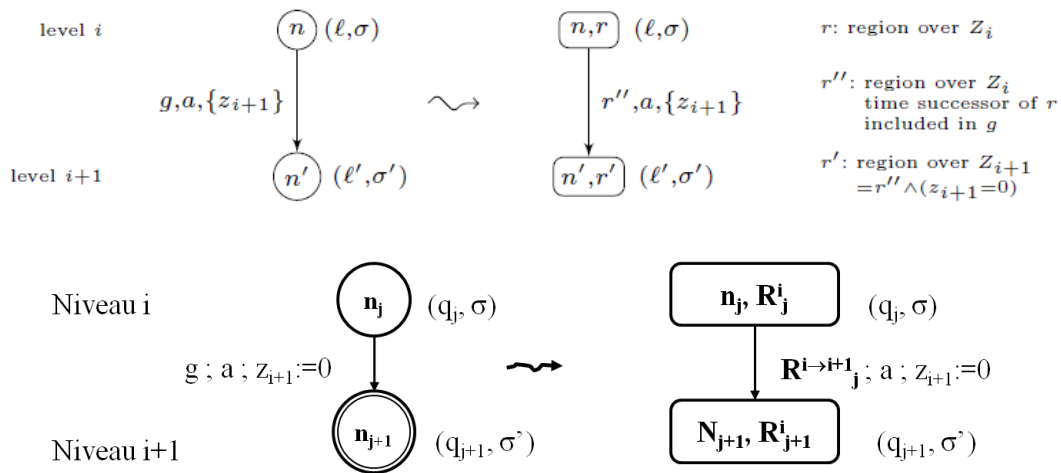 level i n (ℓ,σ) n,r (ℓ,σ) r: region over Z_i
g,a,{z_{i+1}} r'',a,{z_{i+1}} r'': region over Z_i
time successor of r
included in g
level i+1 n' (ℓ',σ') n',r' (ℓ',σ') r': region over Z_{i+1}
=r''∧(z_{i+1}=0)
Niveau i n_j (q_j, σ) n_j, R^i_j (q_j, σ)
g ; a ; z_{i+1}:=0 R^{i→i+1}_j ; a ; z_{i+1}:=0
Niveau i+1 n_{j+1} (q_{j+1}, σ’) N_{j+1}, R^i_{j+1} (q_{j+1}, σ’)